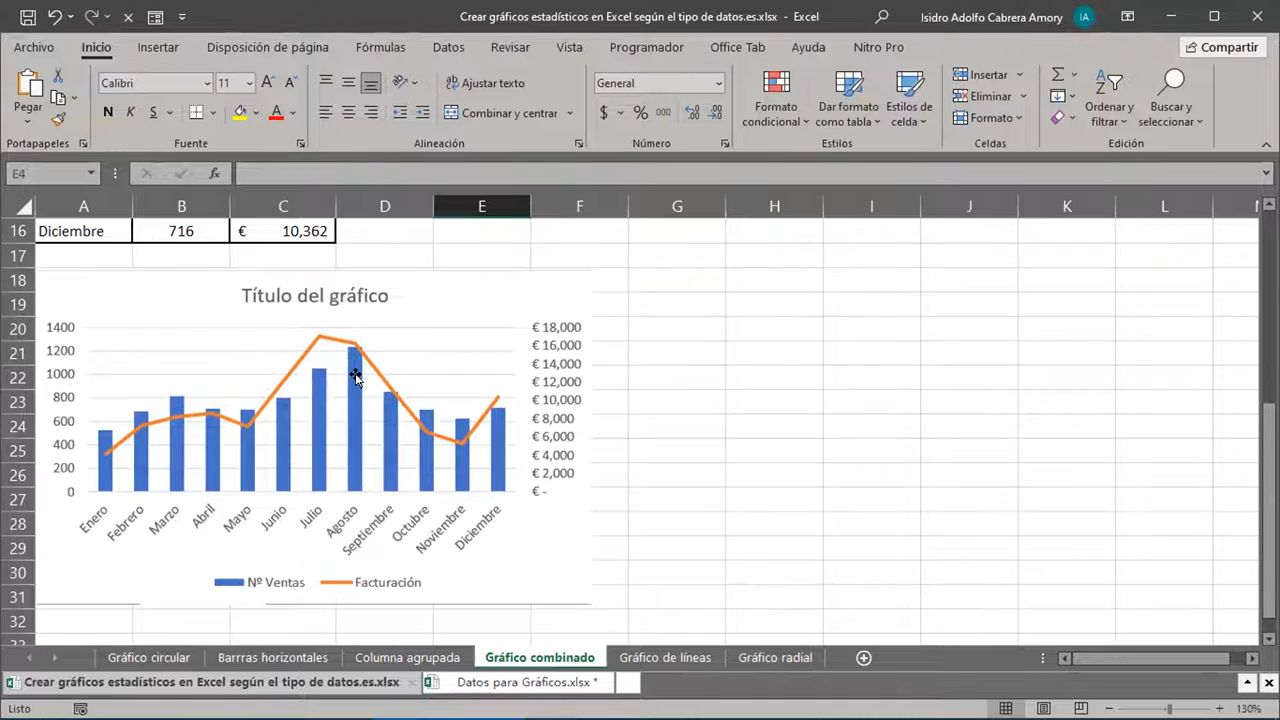 Crear gráficos estadísticos en Excel según el tipo de datos.es.xlsx - Excel
Isidro Adolfo Cabrera Amory
IA
Archivo Inicio Insertar Disposición de página Fórmulas Datos Revisar Vista Programador Office Tab Ayuda Nitro Pro Compartir
Calibri 11 Ajustar texto General Insertar
Pegar Formato Dar formato Estilos de Eliminar Ordenar y Buscar y
condicional como tabla celda filtrar seleccionar
N K S A Combinar y centrar $ % 000 Formato
Portapapeles Fuente Alineación Número Estilos Celdas Edición
E4 fx
A B C D E F G H I J K L
16 Diciembre 716 € 10,362
17
18
Título del gráfico
19
20
21
22
23
24
25
26
27
28
29
30
31
32
1400 € 18,000
1200 € 16,000
1000 € 14,000
800 € 12,000
600 € 10,000
400 € 8,000
200 € 6,000
0 € 4,000
€ 2,000
€ -
Enero Febrero Marzo Abril Mayo Junio Julio Agosto Septiembre Octubre Noviembre Diciembre
Nº Ventas Facturación
Gráfico circular Barrras horizontales Columna agrupada Gráfico combinado Gráfico de líneas Gráfico radial
Crear gráficos estadísticos en Excel según el tipo de datos.es.xlsx Datos para Gráficos.xlsx *
Listo 130%